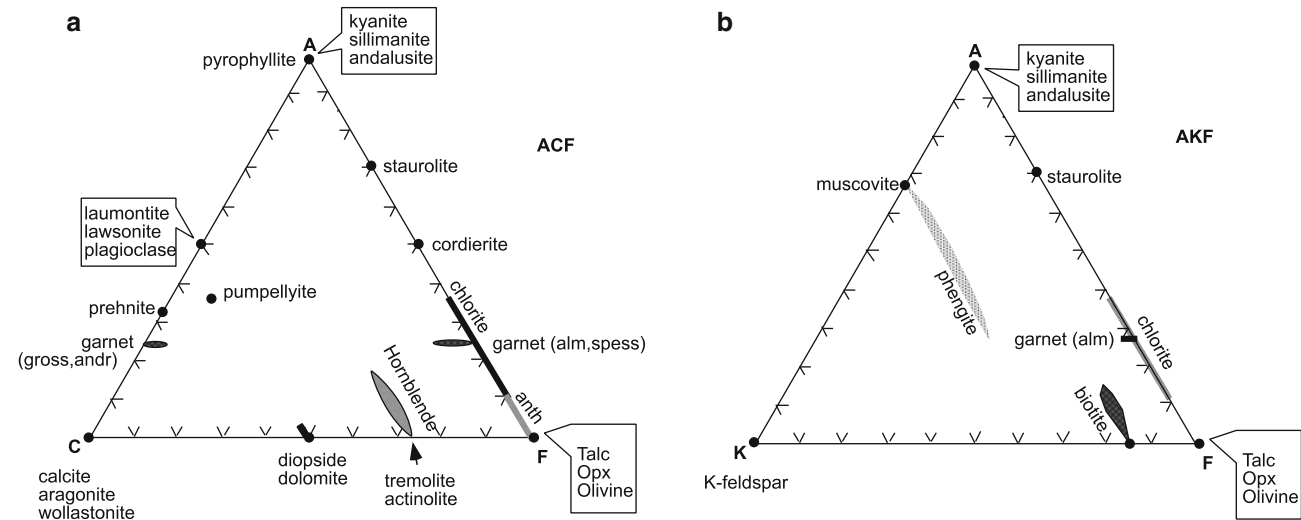 a
A
kyanite
sillimanite
andalusite
pyrophyllite
ACF
staurolite
laumontite
lawsonite
plagioclase
cordierite
pumpellyite
prehnite
chlorite
garnet
(gross,andr)
garnet (alm,spess)
Hornblende
anth
C
F
calcite
aragonite
wollastonite
diopside
dolomite
tremolite
actinolite
Talc
Opx
Olivine
b
A
kyanite
sillimanite
andalusite
AKF
staurolite
muscovite
phengite
chlorite
garnet (alm)
biotite
K
F
K-feldspar
Talc
Opx
Olivine